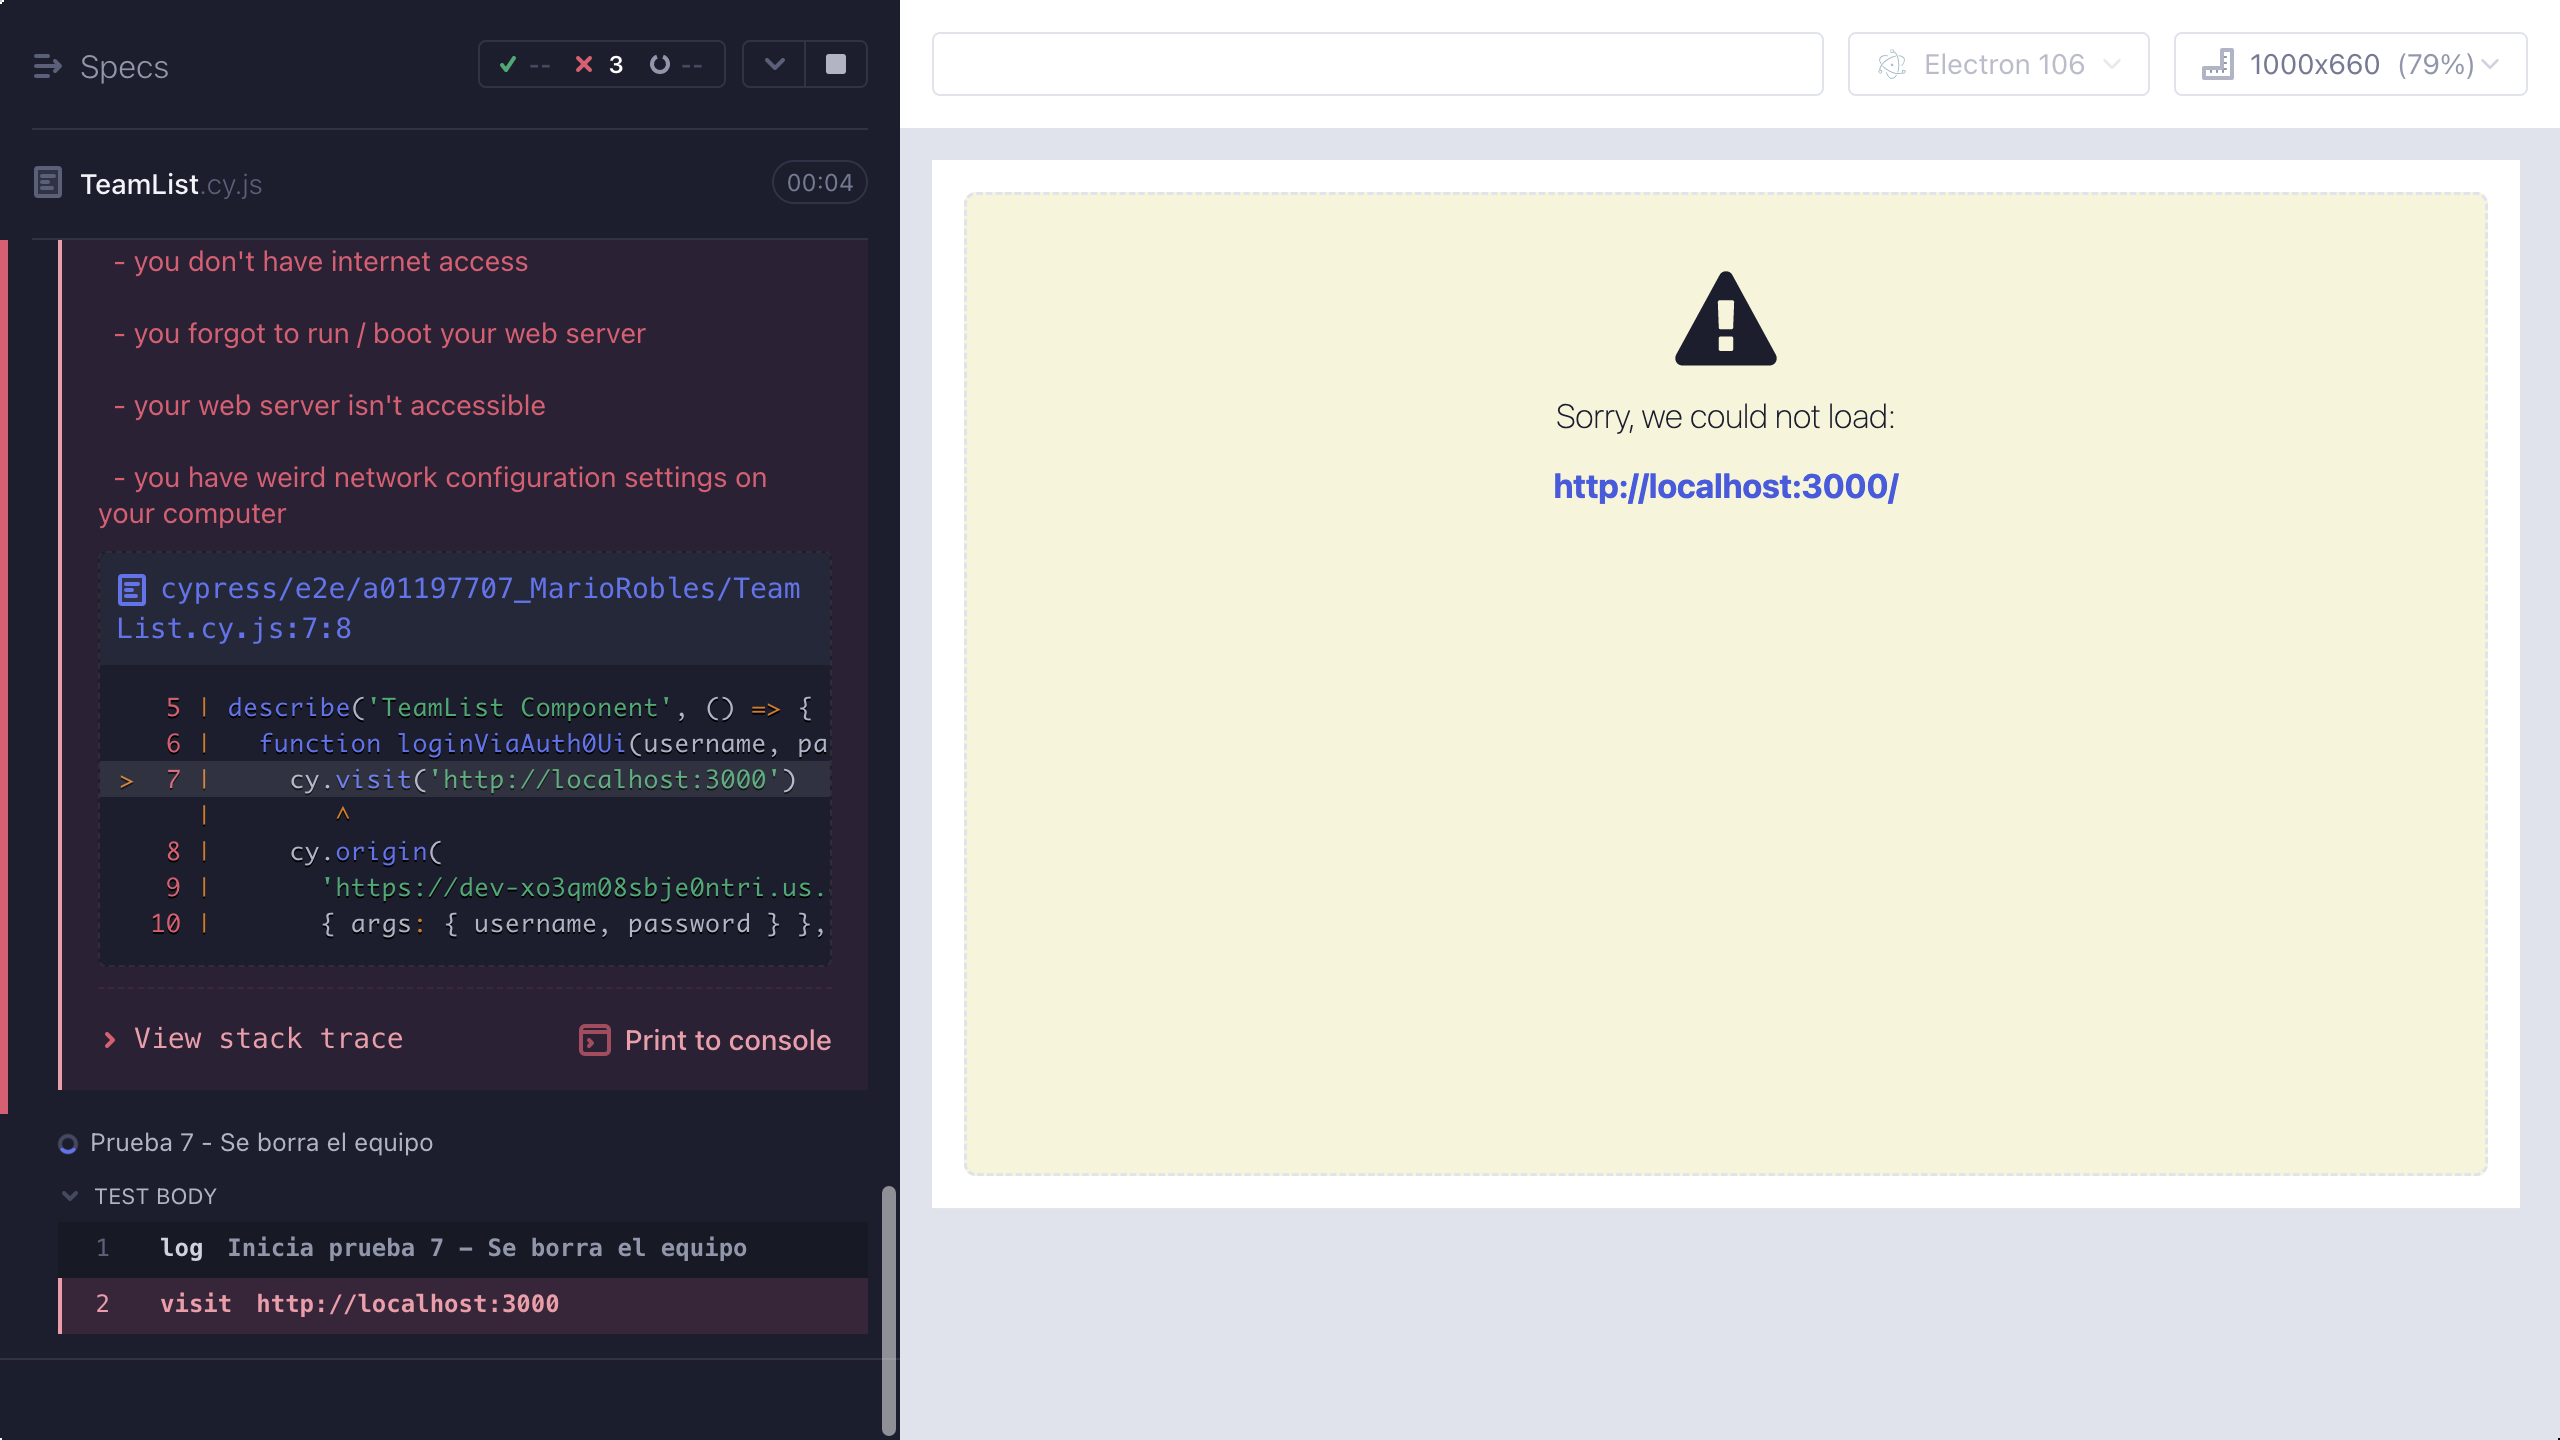 Specs
-- 3 --
TeamList.cy.js
00:04
- you don't have internet access
- you forgot to run / boot your web server
- your web server isn't accessible
- you have weird network configuration settings on
your computer
cypress/e2e/a01197707_MarioRobles/Team
List.cy.js:7:8
5 | describe('TeamList Component', () => {
6 | function loginViaAuth0Ui(username, pa
> 7 | cy.visit('http://localhost:3000')
| ^
8 | cy.origin(
9 | 'https://dev-xo3qm08sbje0ntri.us.
10 | { args: { username, password } },
View stack trace
Print to console
Prueba 7 - Se borra el equipo
TEST BODY
1 log Inicia prueba 7 – Se borra el equipo
2 visit http://localhost:3000
Electron 106
1000x660 (79%)
Sorry, we could not load:
http://localhost:3000/